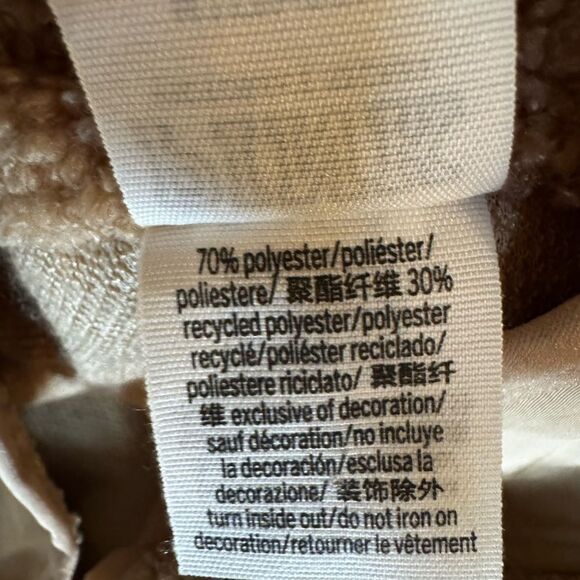 70% polyester/poliéster/
poliestere/ 聚酯纤维 30%
recycled polyester/polyester
recyclé/poliéster reciclado/
poliestere riciclato/ 聚酯纤
维 exclusive of decoration/
sauf décoration/no incluye
la decoración/esclusa la
decorazione/ 装饰除外
turn inside out/do not iron on
decoration/retourner le vêtement